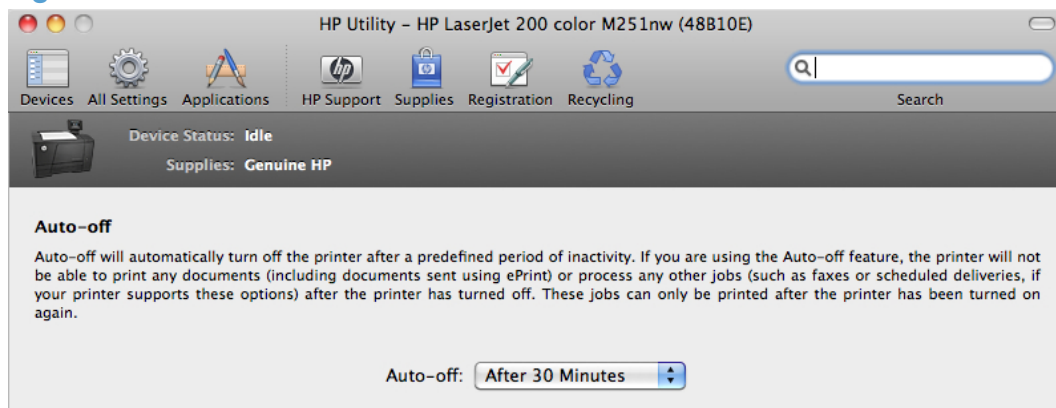 HP Utility – HP LaserJet 200 color M251nw (48B10E)
Devices All Settings Applications HP Support Supplies Registration Recycling Search
Device Status: Idle
Supplies: Genuine HP
Auto-off
Auto-off will automatically turn off the printer after a predefined period of inactivity. If you are using the Auto-off feature, the printer will not
be able to print any documents (including documents sent using ePrint) or process any other jobs (such as faxes or scheduled deliveries, if
your printer supports these options) after the printer has turned off. These jobs can only be printed after the printer has been turned on
again.
Auto-off: After 30 Minutes